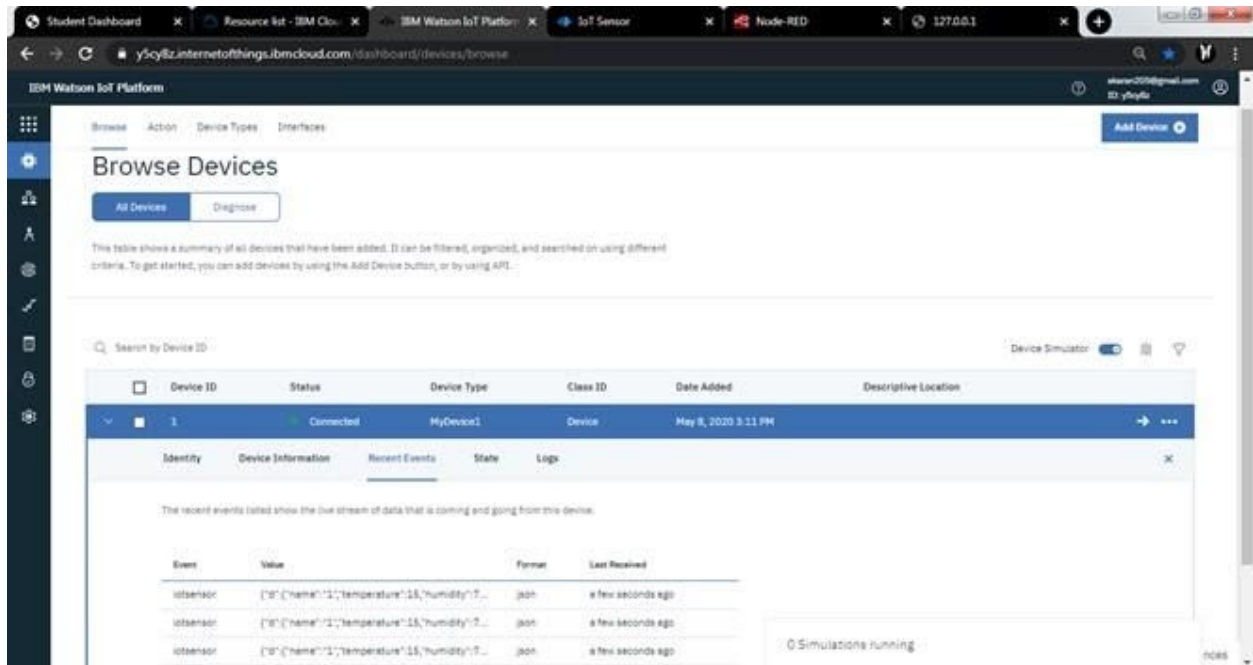 Student Dashboard
Resource list - IBM Clou
IBM Watson IoT Platform
IoT Sensor
Node-RED
127.0.0.1
y5cy8z.internetofthings.ibmcloud.com/dashboard/devices/browse
IBM Watson IoT Platform
ID: y5cy8z
Browse Action Device Types Interfaces
Add Device
Browse Devices
All Devices Diagnose
This table shows a summary of all devices that have been added. It can be filtered, organized, and searched on using different
criteria. To get started, you can add devices by using the Add Device button, or by using API.
Search by Device ID
Device Simulator
Device ID Status Device Type Class ID Date Added Descriptive Location
1 Connected MyDevice1 Device May 8, 2020 3:11 PM
Identity Device Information Recent Events State Logs
The recent events listed show the live stream of data that is coming and going from this device.
Event Value Format Last Received
iotsensor {"d":{"name":"1","temperature":15,"humidity":7... json a few seconds ago
iotsensor {"d":{"name":"1","temperature":15,"humidity":7... json a few seconds ago
iotsensor {"d":{"name":"1","temperature":15,"humidity":7... json a few seconds ago
0 Simulations running